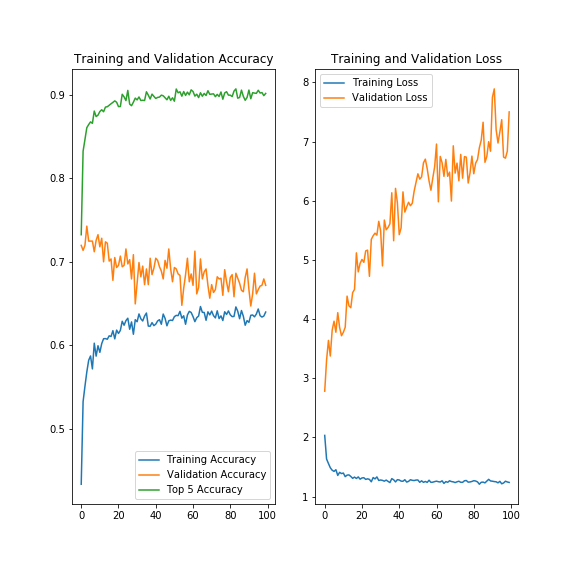 Training and Validation Accuracy
0.9
0.8
0.7
0.6
0.5
0 20 40 60 80 100
Training Accuracy
Validation Accuracy
Top 5 Accuracy
Training and Validation Loss
8
7
6
5
4
3
2
1
0 20 40 60 80 100
Training Loss
Validation Loss